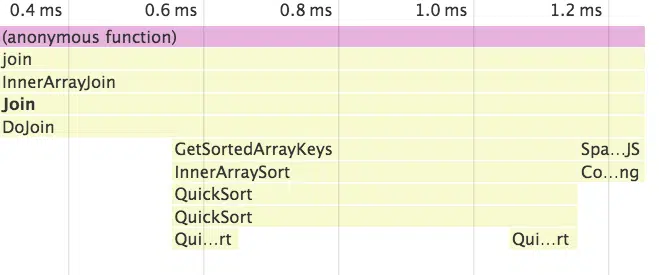 0.4 ms 0.6 ms 0.8 ms 1.0 ms 1.2 ms
(anonymous function)
join
InnerArrayJoin
Join
DoJoin
GetSortedArrayKeys Spa…JS
InnerArraySort Co…ng
QuickSort
QuickSort
Qui…rt Qui…rt